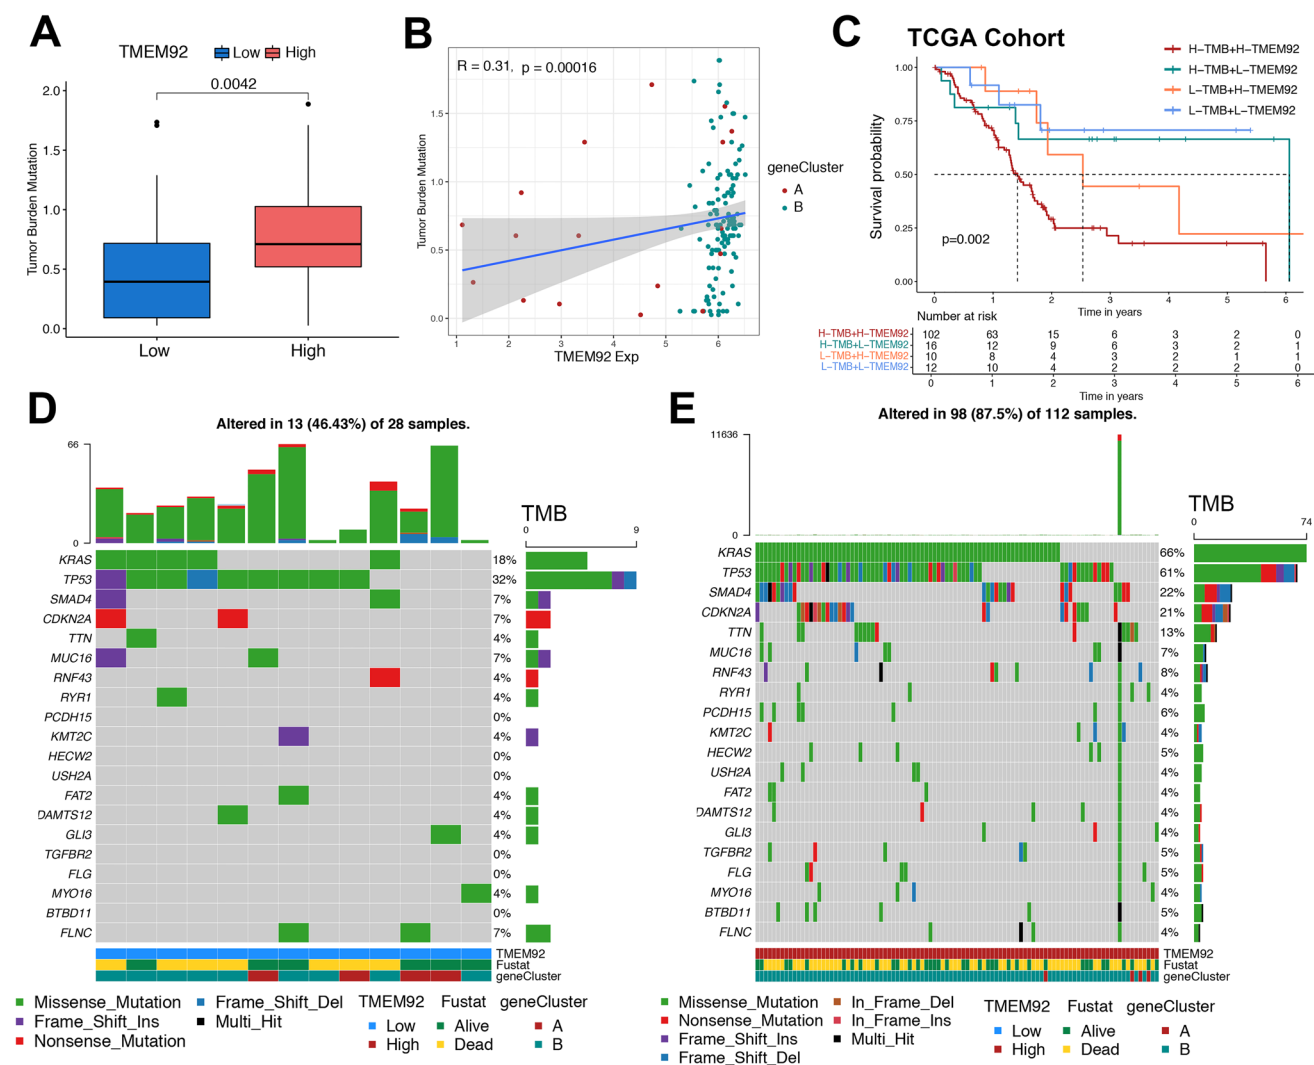 A
TMEM92 Low High
0.0042
Tumor Burden Mutation
2.0
1.5
1.0
0.5
0.0
Low High
B
R = 0.31, p = 0.00016
Tumor Burden Mutation
1.5
1.0
0.5
0.0
1 2 3 4 5 6
TMEM92 Exp
geneCluster
A
B
C
TCGA Cohort
H-TMB+H-TMEM92
H-TMB+L-TMEM92
L-TMB+H-TMEM92
L-TMB+L-TMEM92
Survival probability
1.00
0.75
0.50
0.25
0.00
p=0.002
0 1 2 3 4 5 6
Time in years
Number at risk
H-TMB+H-TMEM92 102 63 15 6 3 2 0
H-TMB+L-TMEM92 16 12 9 6 3 2 1
L-TMB+H-TMEM92 10 8 4 3 2 1 1
L-TMB+L-TMEM92 12 10 4 2 2 2 0
0 1 2 3 4 5 6
Time in years
D
Altered in 13 (46.43%) of 28 samples.
66
0
TMB
0 9
KRAS 18%
TP53 32%
SMAD4 7%
CDKN2A 7%
TTN 4%
MUC16 7%
RNF43 4%
RYR1 4%
PCDH15 0%
KMT2C 4%
HECW2 0%
USH2A 0%
FAT2 4%
DAMTS12 4%
GLI3 4%
TGFBR2 0%
FLG 0%
MYO16 4%
BTBD11 0%
FLNC 7%
TMEM92
Fustat
geneCluster
Missense_Mutation Frame_Shift_Del TMEM92 Fustat geneCluster
Frame_Shift_Ins Multi_Hit Low Alive A
Nonsense_Mutation High Dead B
E
Altered in 98 (87.5%) of 112 samples.
11636
0
TMB
0 74
KRAS 66%
TP53 61%
SMAD4 22%
CDKN2A 21%
TTN 13%
MUC16 7%
RNF43 8%
RYR1 4%
PCDH15 6%
KMT2C 4%
HECW2 5%
USH2A 4%
FAT2 4%
DAMTS12 4%
GLI3 4%
TGFBR2 5%
FLG 5%
MYO16 4%
BTBD11 5%
FLNC 4%
TMEM92
Fustat
geneCluster
Missense_Mutation In_Frame_Del TMEM92 Fustat geneCluster
Nonsense_Mutation In_Frame_Ins Low Alive A
Frame_Shift_Ins Multi_Hit High Dead B
Frame_Shift_Del